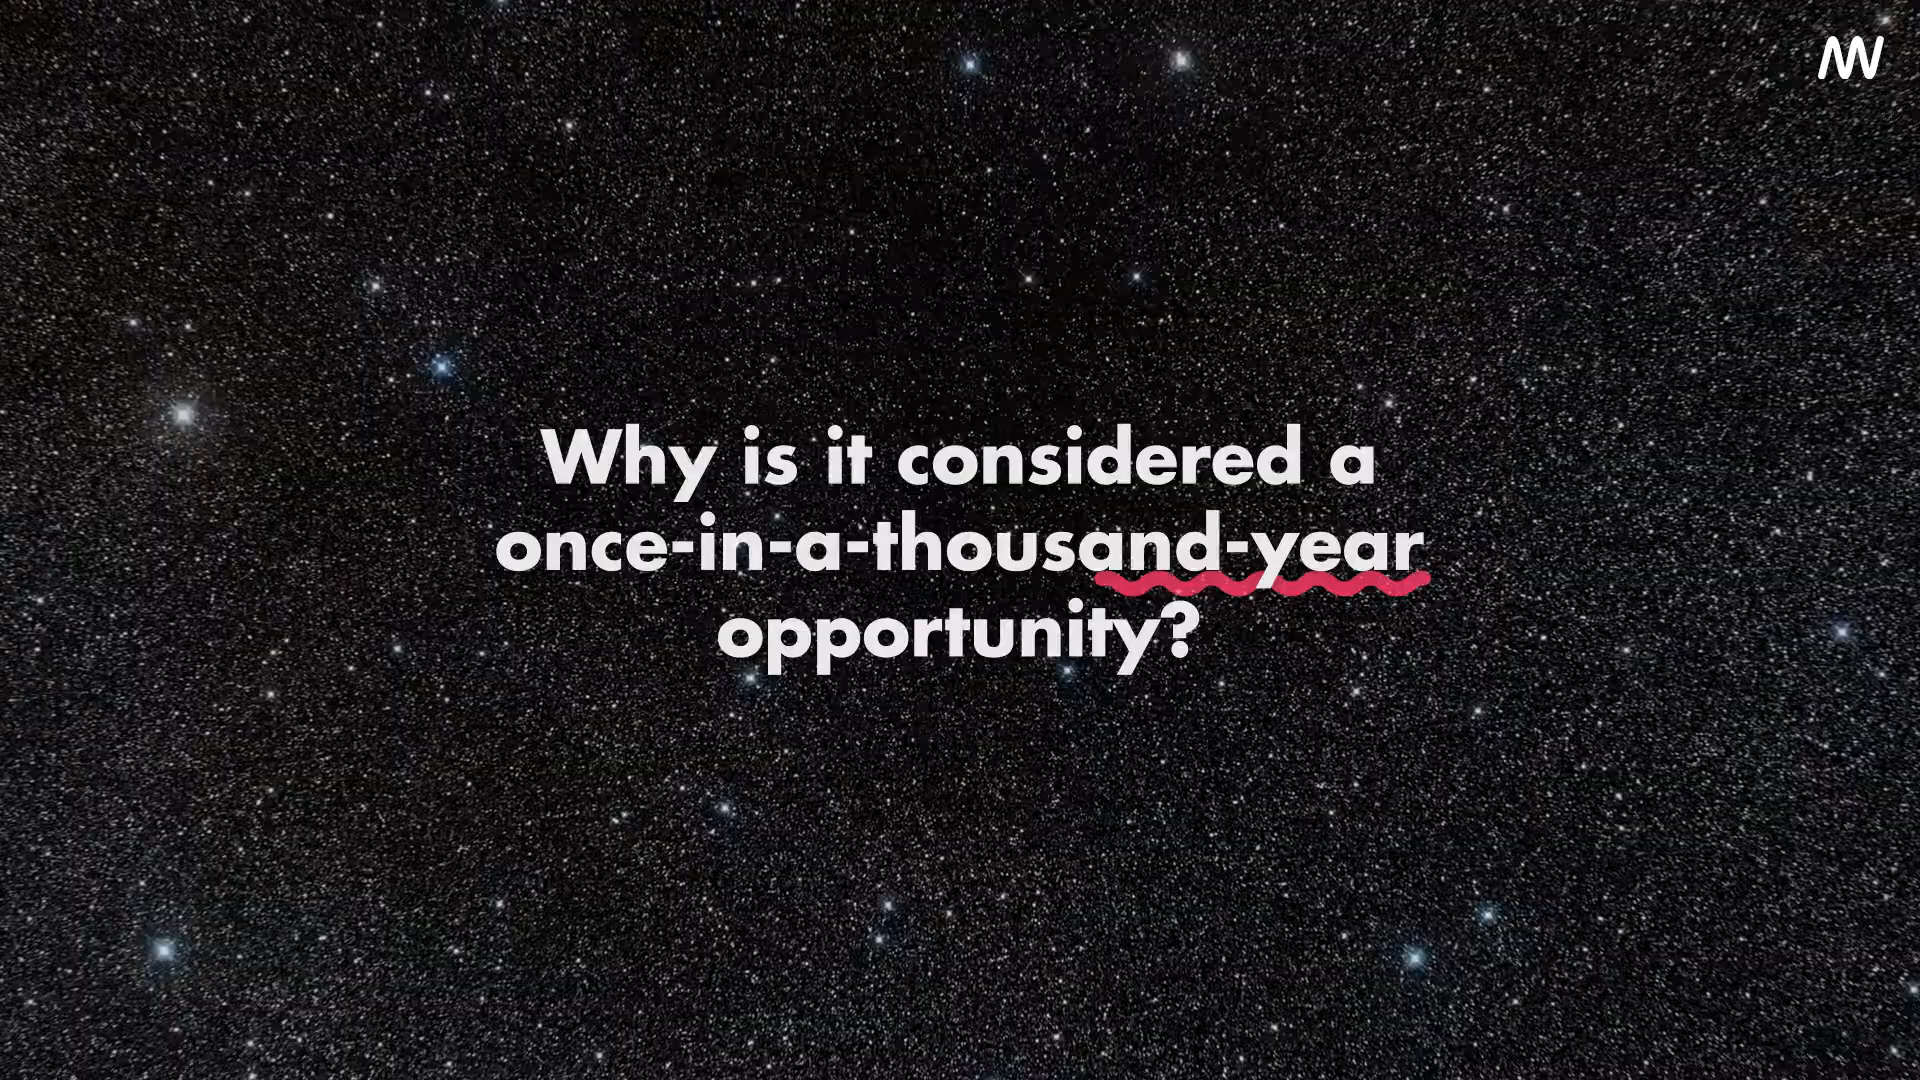 Why is it considered a
once-in-a-thousand-year
opportunity?